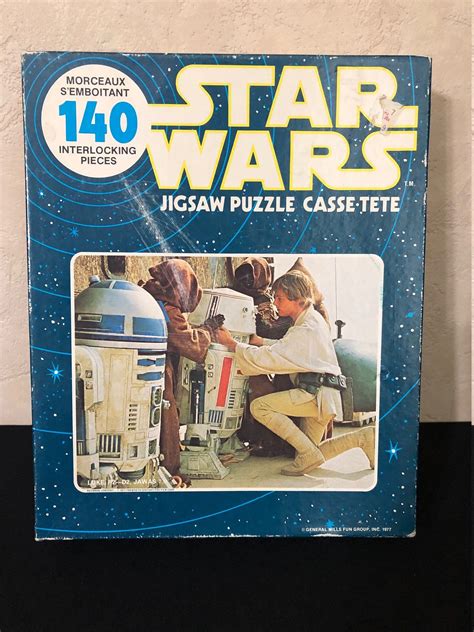 MORCEAUX
S'EMBOITANT
140
INTERLOCKING
PIECES
STAR
WARS
T.M.
JIGSAW PUZZLE CASSE-TETE
LUKE, R2-D2, JAWAS
© GENERAL MILLS FUN GROUP, INC. 1977